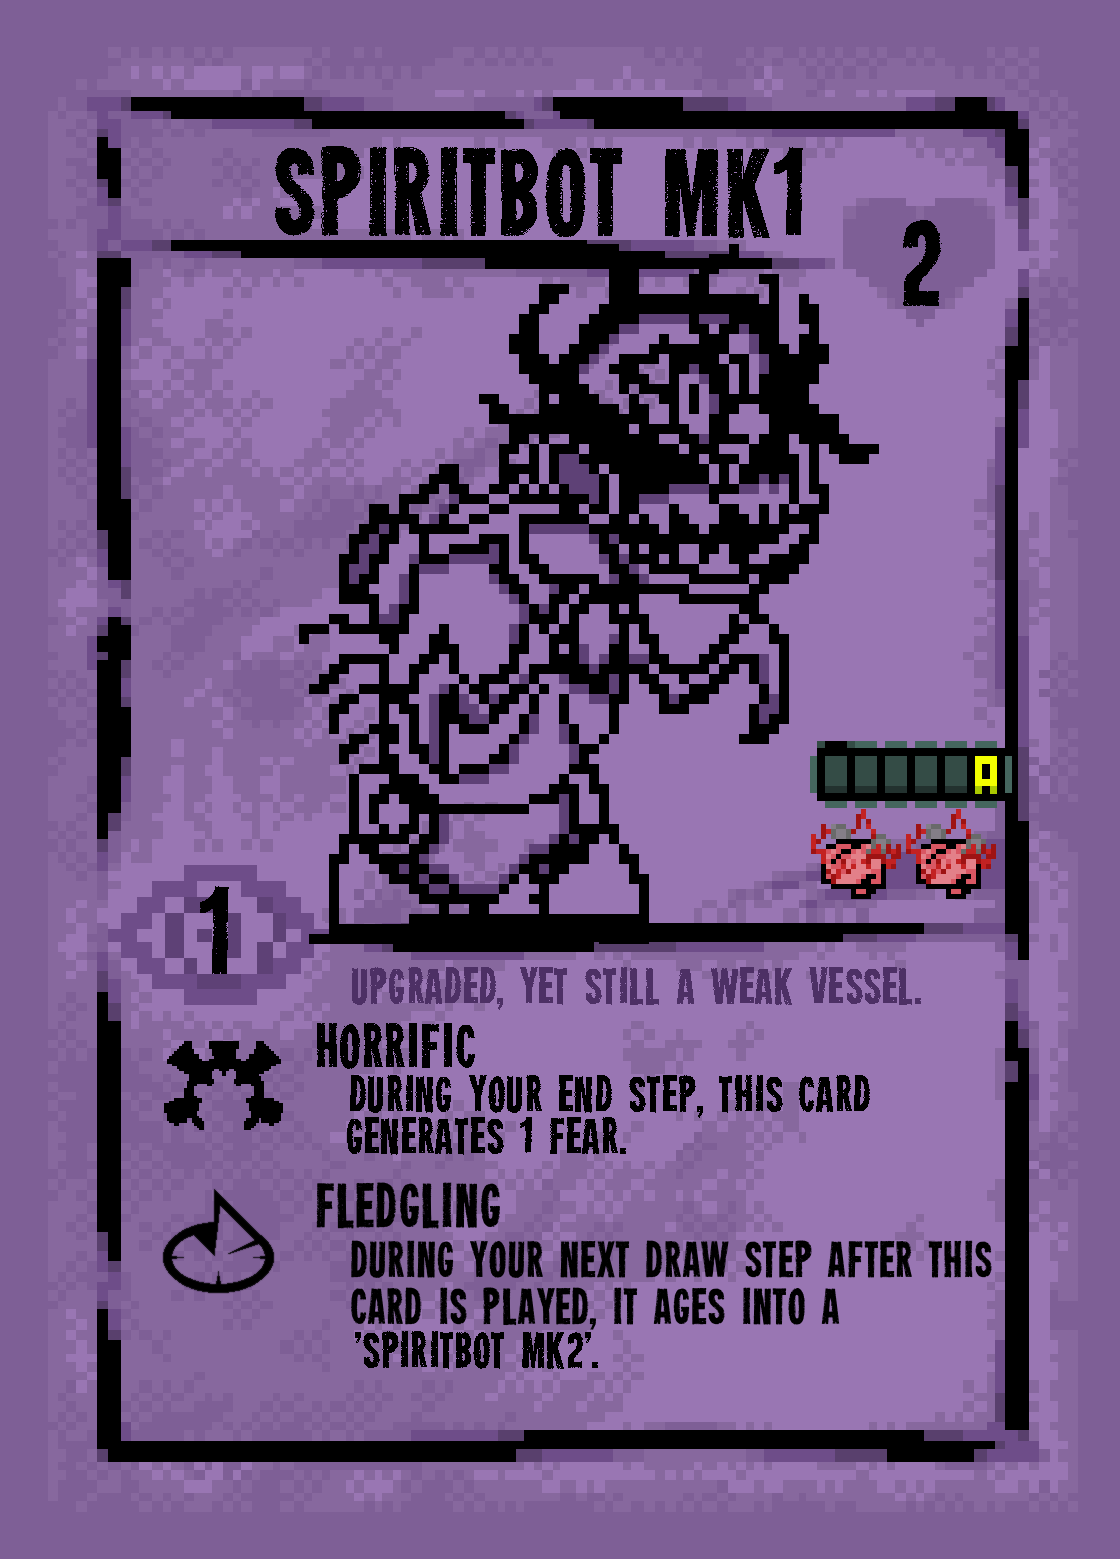 SPIRITBOT MK1
2
1
UPGRADED, YET STILL A WEAK VESSEL.
HORRIFIC
DURING YOUR END STEP, THIS CARD
GENERATES 1 FEAR.
FLEDGLING
DURING YOUR NEXT DRAW STEP AFTER THIS
CARD IS PLAYED, IT AGES INTO A
'SPIRITBOT MK2'.